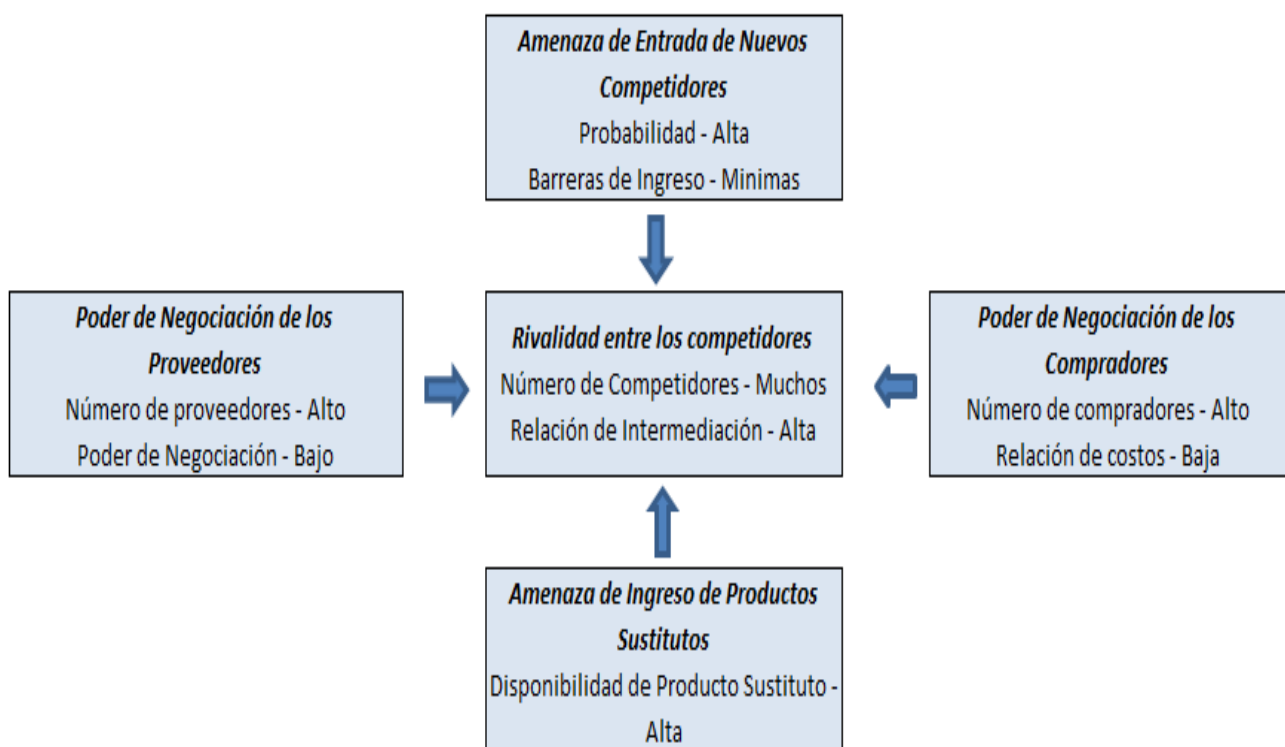 Amenaza de Entrada de Nuevos
Competidores
Probabilidad - Alta
Barreras de Ingreso - Minimas
Poder de Negociación de los
Proveedores
Número de proveedores - Alto
Poder de Negociación - Bajo
Rivalidad entre los competidores
Número de Competidores - Muchos
Relación de Intermediación - Alta
Poder de Negociación de los
Compradores
Número de compradores - Alto
Relación de costos - Baja
Amenaza de Ingreso de Productos
Sustitutos
Disponibilidad de Producto Sustituto -
Alta